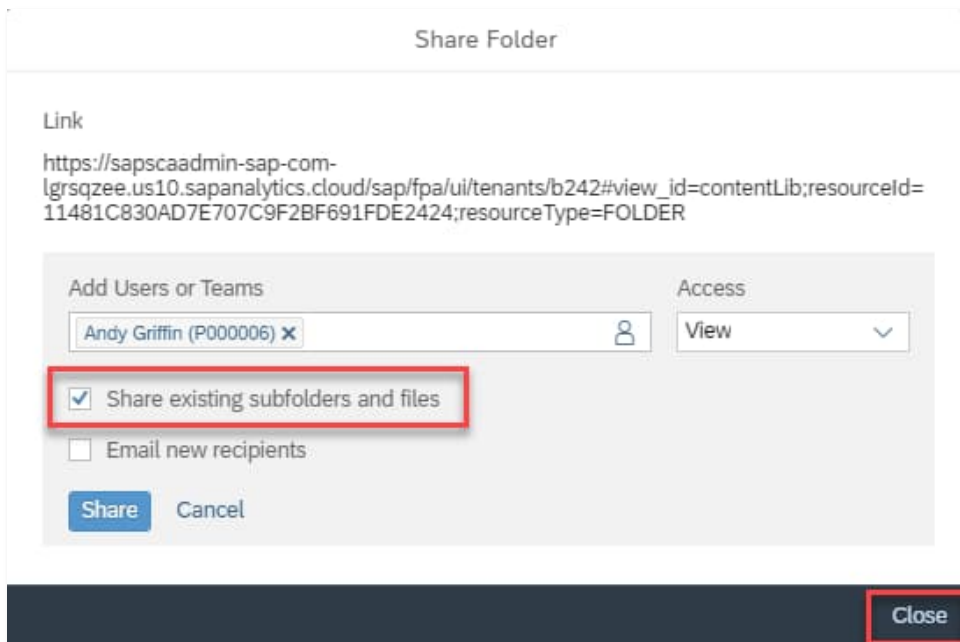 Share Folder
Link
https://sapscaadmin-sap-com-
lgrsqzee.us10.sapanalytics.cloud/sap/fpa/ui/tenants/b242#view_id=contentLib;resourceId=
11481C830AD7E707C9F2BF691FDE2424;resourceType=FOLDER
Add Users or Teams
Access
Andy Griffin (P000006)
View
Share existing subfolders and files
Email new recipients
Share Cancel
Close